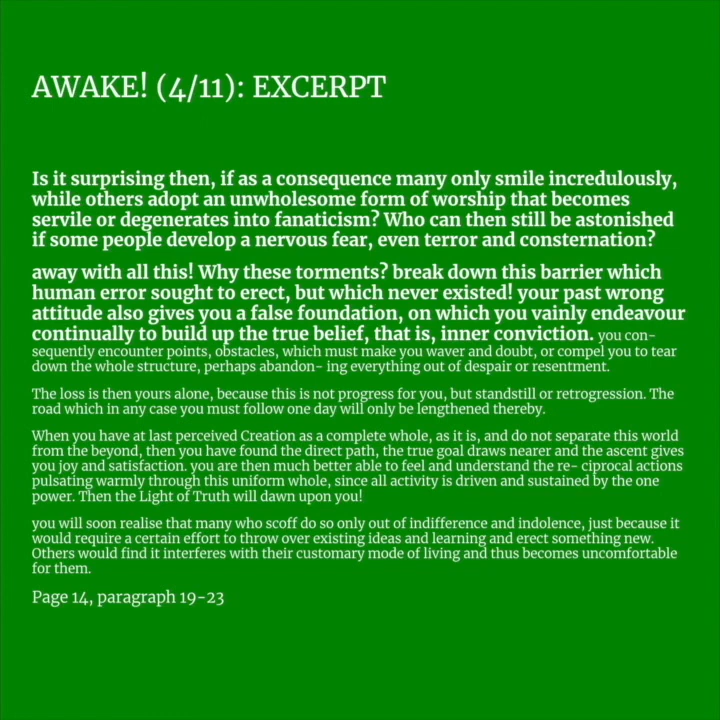 AWAKE! (4/11): EXCERPT
Is it surprising then, if as a consequence many only smile incredulously,
while others adopt an unwholesome form of worship that becomes
servile or degenerates into fanaticism? Who can then still be astonished
if some people develop a nervous fear, even terror and consternation?
away with all this! Why these torments? break down this barrier which
human error sought to erect, but which never existed! your past wrong
attitude also gives you a false foundation, on which you vainly endeavour
continually to build up the true belief, that is, inner conviction. you con-
sequently encounter points, obstacles, which must make you waver and doubt, or compel you to tear
down the whole structure, perhaps abandon- ing everything out of despair or resentment.
The loss is then yours alone, because this is not progress for you, but standstill or retrogression. The
road which in any case you must follow one day will only be lengthened thereby.
When you have at last perceived Creation as a complete whole, as it is, and do not separate this world
from the beyond, then you have found the direct path, the true goal draws nearer and the ascent gives
you joy and satisfaction. you are then much better able to feel and understand the re- ciprocal actions
pulsating warmly through this uniform whole, since all activity is driven and sustained by the one
power. Then the Light of Truth will dawn upon you!
you will soon realise that many who scoff do so only out of indifference and indolence, just because it
would require a certain effort to throw over existing ideas and learning and erect something new.
Others would find it interferes with their customary mode of living and thus becomes uncomfortable
for them.
Page 14, paragraph 19-23